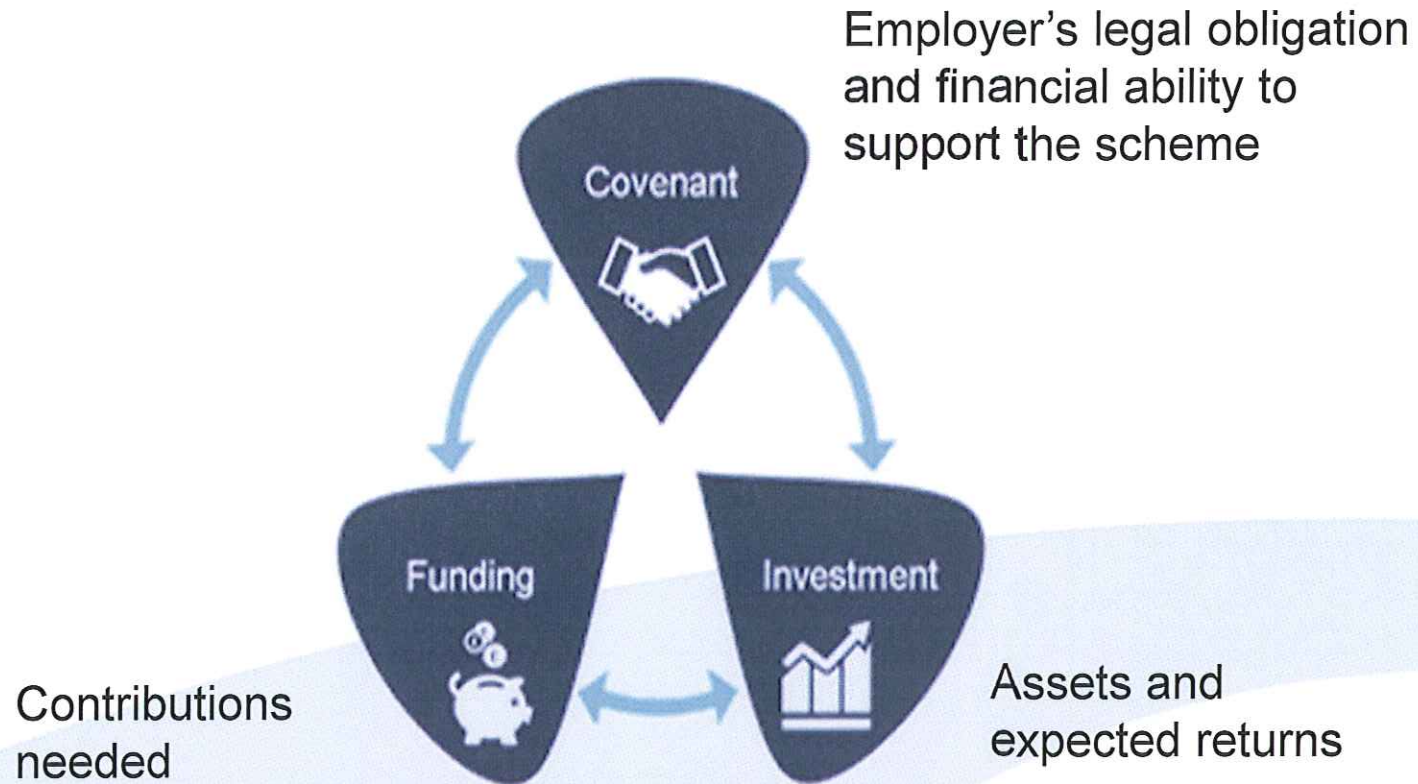 Employer's legal obligation
and financial ability to
support the scheme
Covenant
Funding
Investment
Contributions
needed
Assets and
expected returns